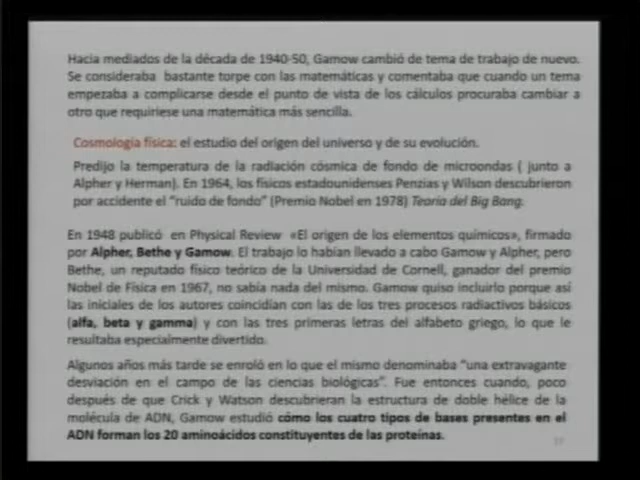 Hacia mediados de la década de 1940-50, Gamow cambió de tema de trabajo de nuevo.
Se consideraba bastante torpe con las matemáticas y comentaba que cuando un tema
empezaba a complicarse desde el punto de vista de los cálculos procuraba cambiar a
otro que requiriese una matemática más sencilla.
Cosmología física: el estudio del origen del universo y de su evolución.
Predijo la temperatura de la radiación cósmica de fondo de microondas ( junto a
Alpher y Herman). En 1964, los físicos estadounidenses Penzias y Wilson descubrieron
por accidente el "ruido de fondo" (Premio Nobel en 1978) Teoría del Big Bang.
En 1948 publicó en Physical Review «El origen de los elementos químicos», firmado
por Alpher, Bethe y Gamow. El trabajo lo habían llevado a cabo Gamow y Alpher, pero
Bethe, un reputado físico teórico de la Universidad de Cornell, ganador del premio
Nobel de Física en 1967, no sabía nada del mismo. Gamow quiso incluirlo porque así
las iniciales de los autores coincidían con las de los tres procesos radiactivos básicos
(alfa, beta y gamma) y con las tres primeras letras del alfabeto griego, lo que le
resultaba especialmente divertido.
Algunos años más tarde se enroló en lo que el mismo denominaba "una extravagante
desviación en el campo de las ciencias biológicas". Fue entonces cuando, poco
después de que Crick y Watson descubrieran la estructura de doble hélice de la
molécula de ADN, Gamow estudió cómo los cuatro tipos de bases presentes en el
ADN forman los 20 aminoácidos constituyentes de las proteínas.